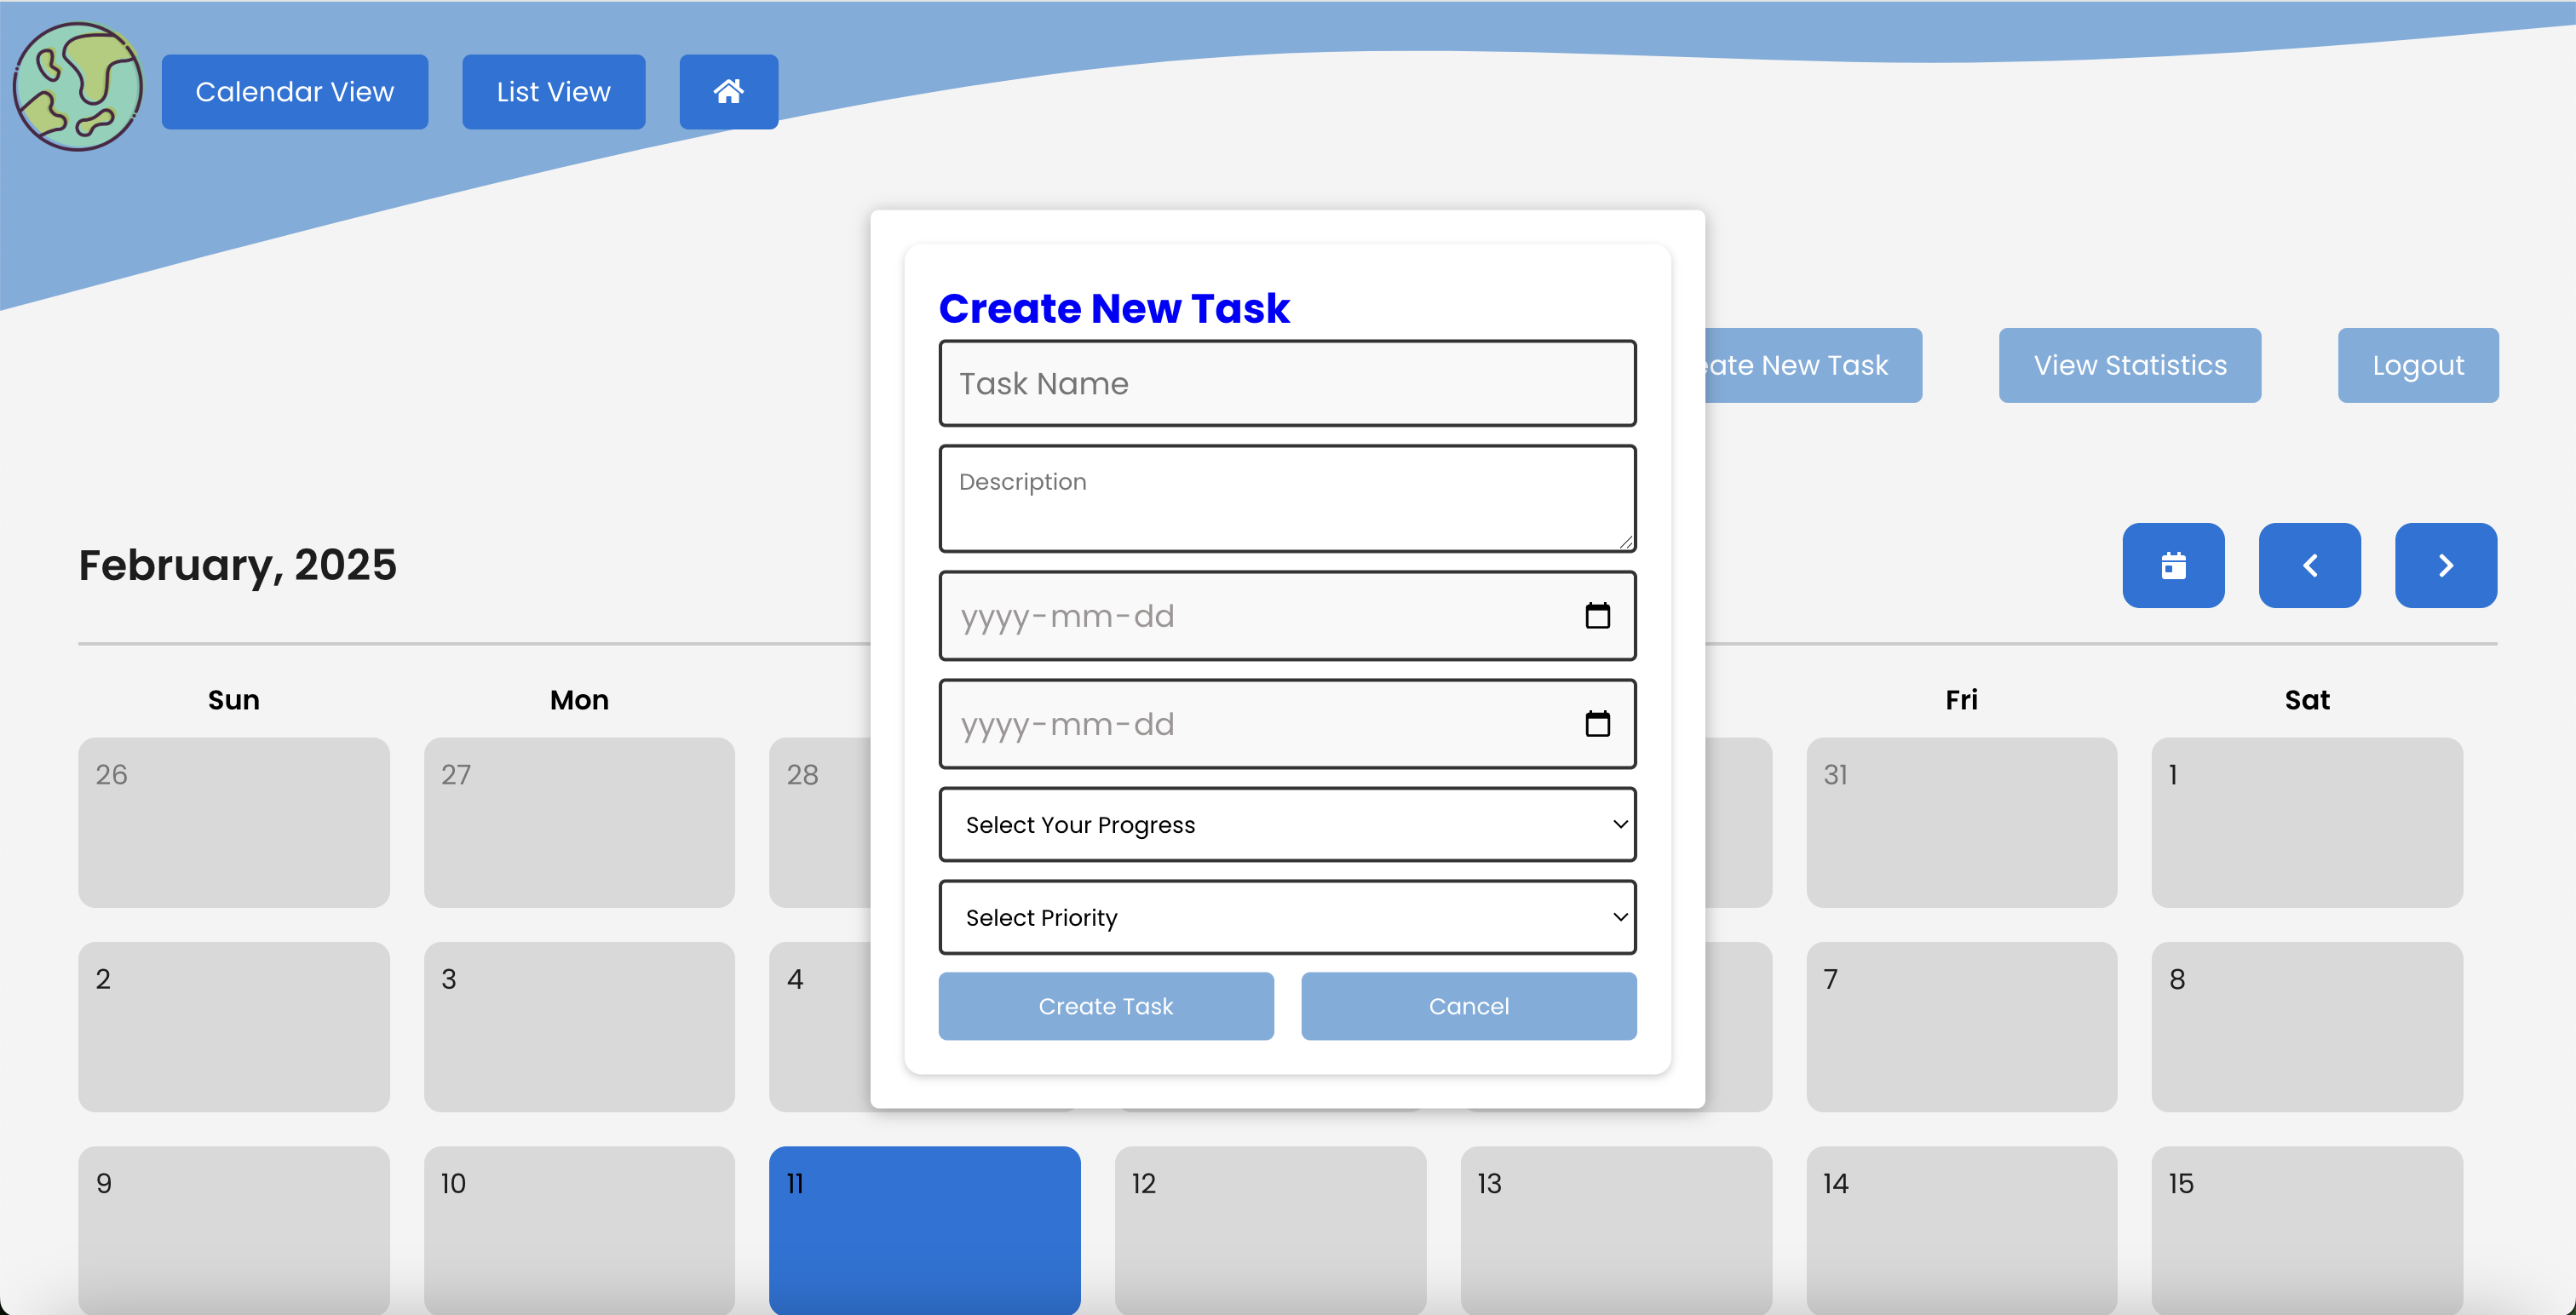 Calendar View
List View
Create New Task
Task Name
eate New Task
View Statistics
Logout
Description
February, 2025
yyyy-mm-dd
yyyy-mm-dd
Sun
Mon
Fri
Sat
26
27
28
31
1
Select Your Progress
Select Priority
2
3
4
7
8
Create Task
Cancel
9
10
11
12
13
14
15